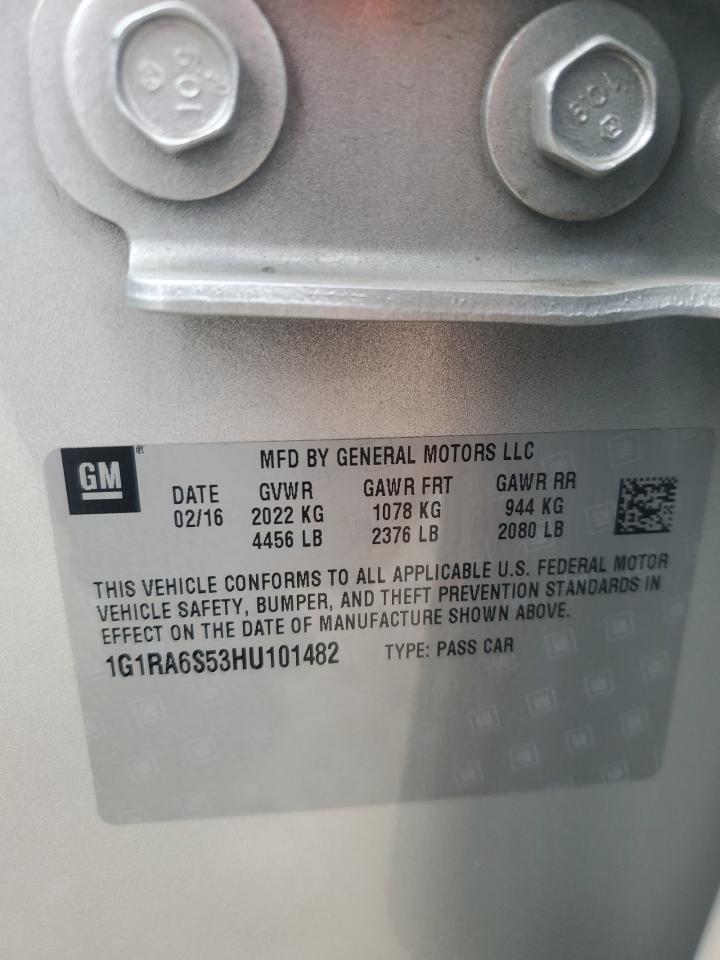 109
109
GM
MFD BY GENERAL MOTORS LLC
DATE GVWR GAWR FRT GAWR RR
02/16 2022 KG 1078 KG 944 KG
4456 LB 2376 LB 2080 LB
THIS VEHICLE CONFORMS TO ALL APPLICABLE U.S. FEDERAL MOTOR
VEHICLE SAFETY, BUMPER, AND THEFT PREVENTION STANDARDS IN
EFFECT ON THE DATE OF MANUFACTURE SHOWN ABOVE.
1G1RA6S53HU101482 TYPE: PASS CAR